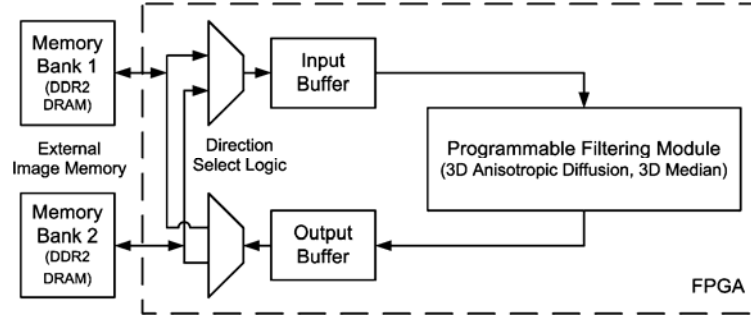 Memory
Bank 1
(DDR2
DRAM)
Input
Buffer
Programmable Filtering Module
(3D Anisotropic Diffusion, 3D Median)
External
Image Memory
Direction
Select Logic
Memory
Bank 2
(DDR2
DRAM)
Output
Buffer
FPGA